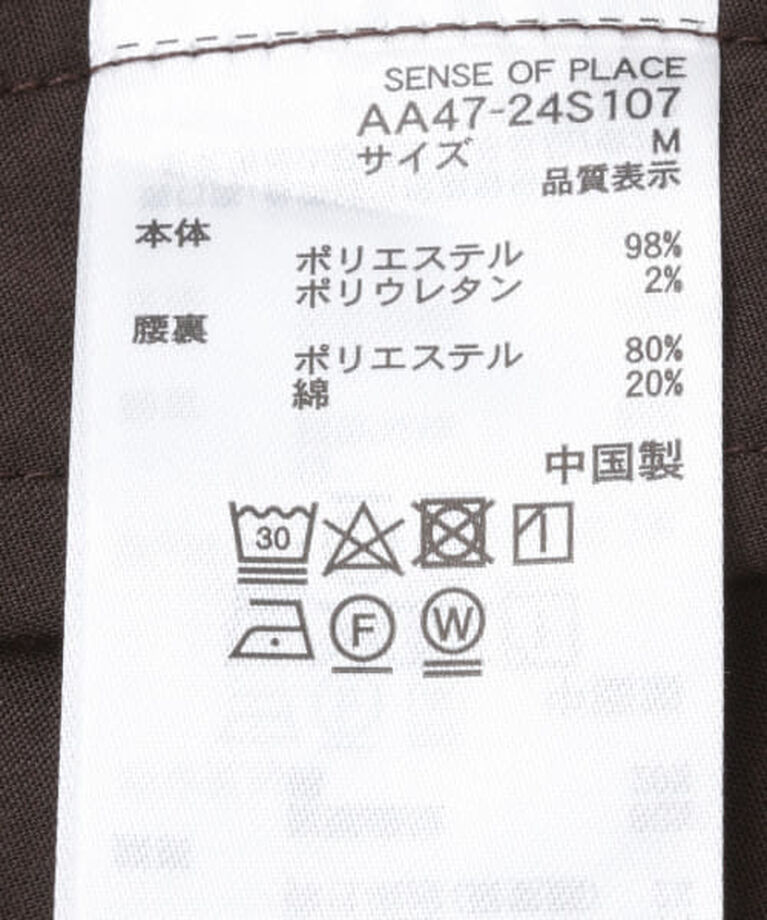 SENSE OF PLACE
AA47-24S107
サイズ M
品質表示
本体
ポリエステル 98%
ポリウレタン 2%
腰裏
ポリエステル 80%
綿 20%
中国製
30
F W